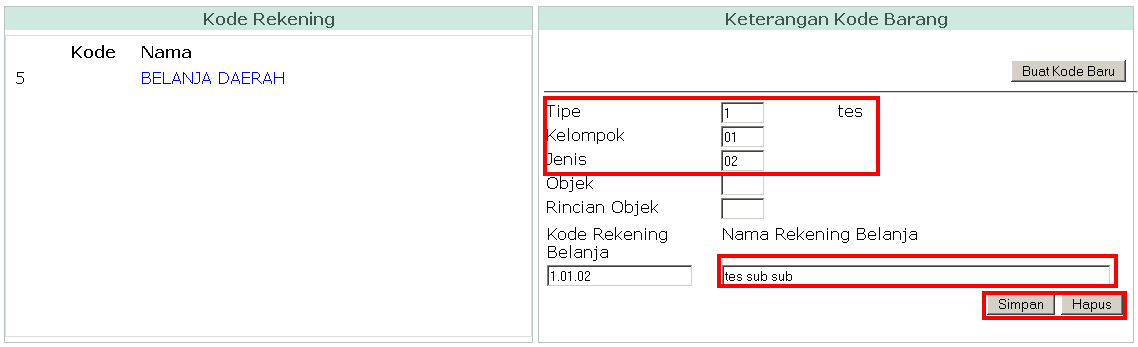 Kode Rekening
Kode Nama
5 BELANJA DAERAH
Keterangan Kode Barang
Buat Kode Baru
Tipe 1 tes
Kelompok 01
Jenis 02
Objek
Rincian Objek
Kode Rekening Nama Rekening Belanja
Belanja
1.01.02 tes sub sub
Simpan Hapus